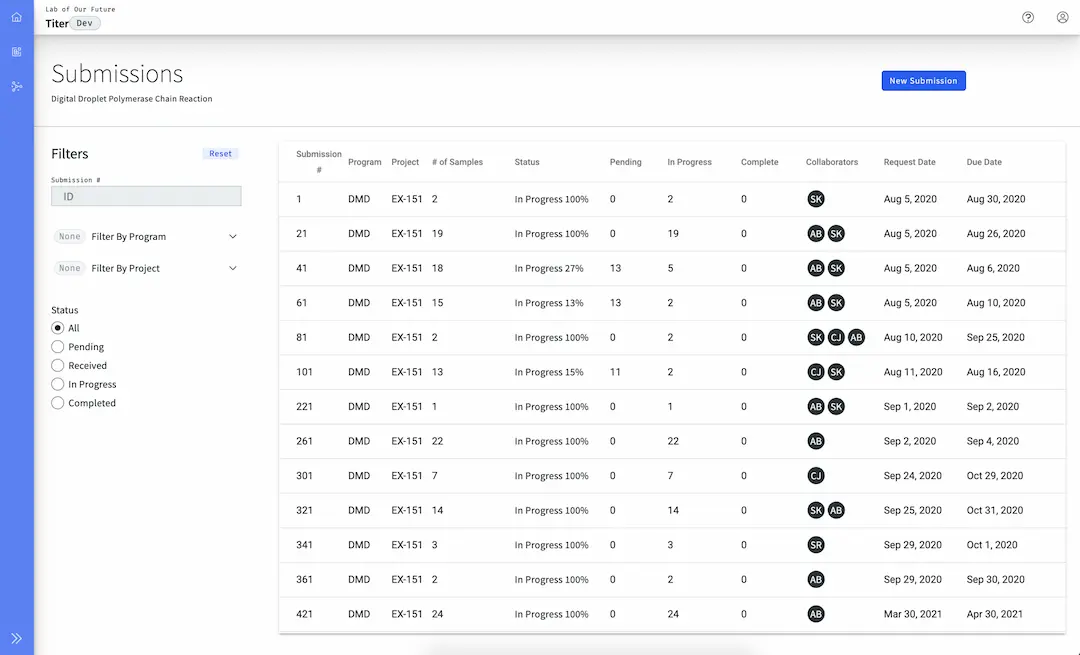 Lab of Our Future
Titer Dev
Submissions
Digital Droplet Polymerase Chain Reaction
New Submission
Filters Reset
Submission #
ID
None Filter By Program
None Filter By Project
Status
All
Pending
Received
In Progress
Completed
Submission # Program Project # of Samples Status Pending In Progress Complete Collaborators Request Date Due Date
1 DMD EX-151 2 In Progress 100% 0 2 0 SK Aug 5, 2020 Aug 30, 2020
21 DMD EX-151 19 In Progress 100% 0 19 0 AB SK Aug 5, 2020 Aug 26, 2020
41 DMD EX-151 18 In Progress 27% 13 5 0 AB SK Aug 5, 2020 Aug 6, 2020
61 DMD EX-151 15 In Progress 13% 13 2 0 AB SK Aug 5, 2020 Aug 10, 2020
81 DMD EX-151 2 In Progress 100% 0 2 0 SK CJ AB Aug 10, 2020 Sep 25, 2020
101 DMD EX-151 13 In Progress 15% 11 2 0 CJ SK Aug 11, 2020 Aug 16, 2020
221 DMD EX-151 1 In Progress 100% 0 1 0 AB SK Sep 1, 2020 Sep 2, 2020
261 DMD EX-151 22 In Progress 100% 0 22 0 AB Sep 2, 2020 Sep 4, 2020
301 DMD EX-151 7 In Progress 100% 0 7 0 CJ Sep 24, 2020 Oct 29, 2020
321 DMD EX-151 14 In Progress 100% 0 14 0 SK AB Sep 25, 2020 Oct 31, 2020
341 DMD EX-151 3 In Progress 100% 0 3 0 SR Sep 29, 2020 Oct 1, 2020
361 DMD EX-151 2 In Progress 100% 0 2 0 AB Sep 29, 2020 Sep 30, 2020
421 DMD EX-151 24 In Progress 100% 0 24 0 AB Mar 30, 2021 Apr 30, 2021